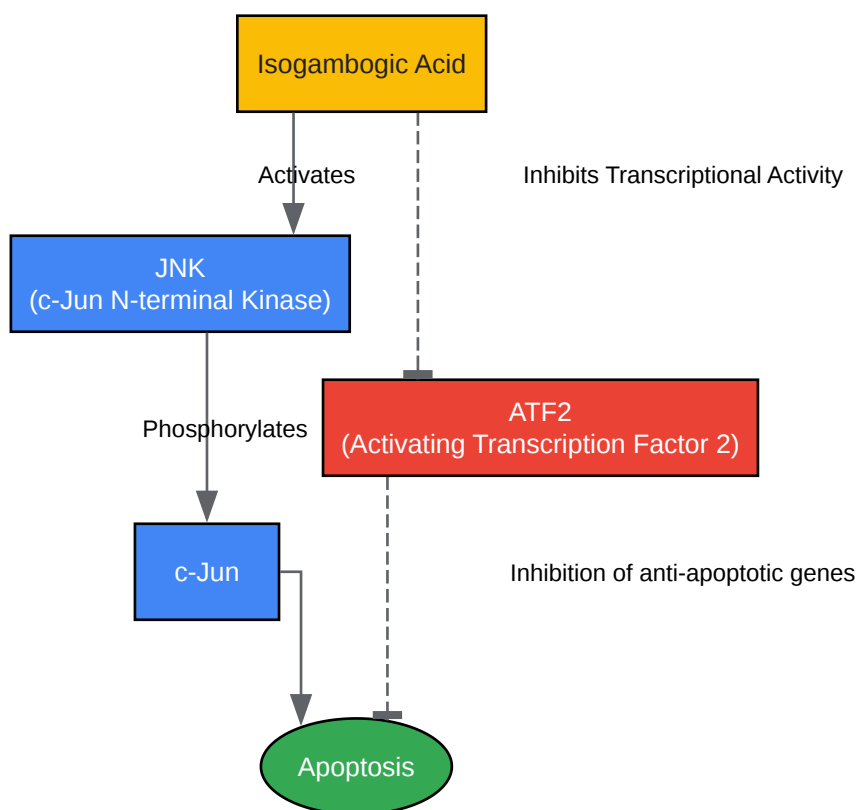 Isogambogic Acid
Activates
Inhibits Transcriptional Activity
JNK
(c-Jun N-terminal Kinase)
ATF2
(Activating Transcription Factor 2)
Phosphorylates
c-Jun
Inhibition of anti-apoptotic genes
Apoptosis